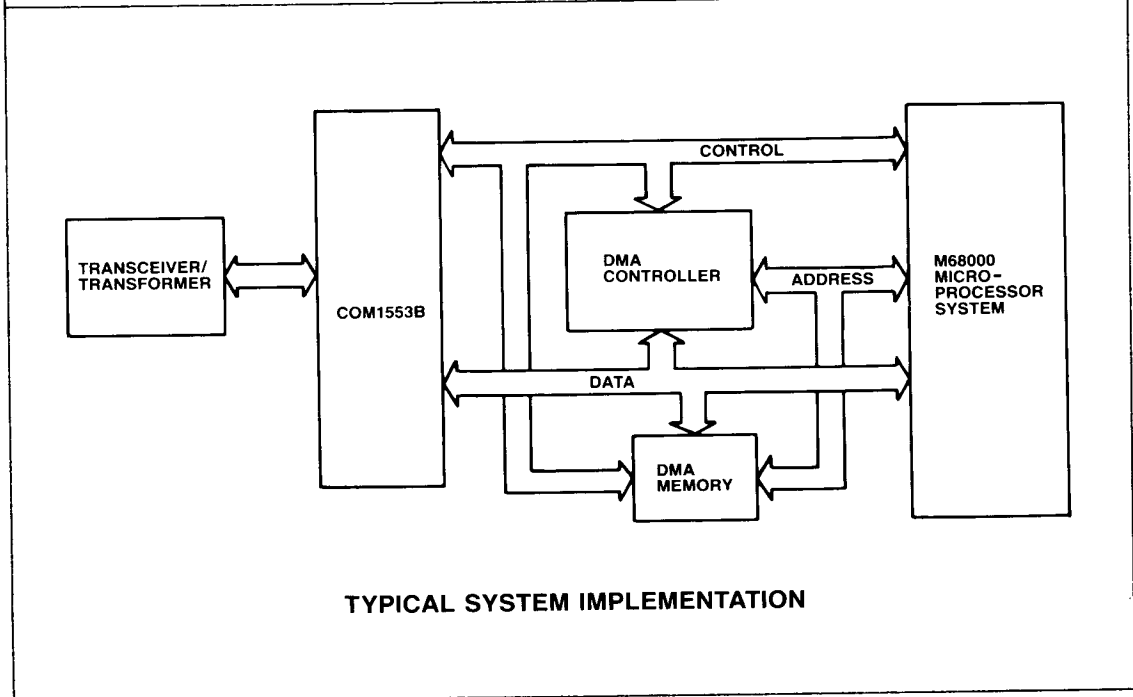 CONTROL
TRANSCEIVER/
TRANSFORMER
COM1553B
DMA
CONTROLLER
ADDRESS
M68000
MICRO-
PROCESSOR
SYSTEM
DATA
DMA
MEMORY
TYPICAL SYSTEM IMPLEMENTATION